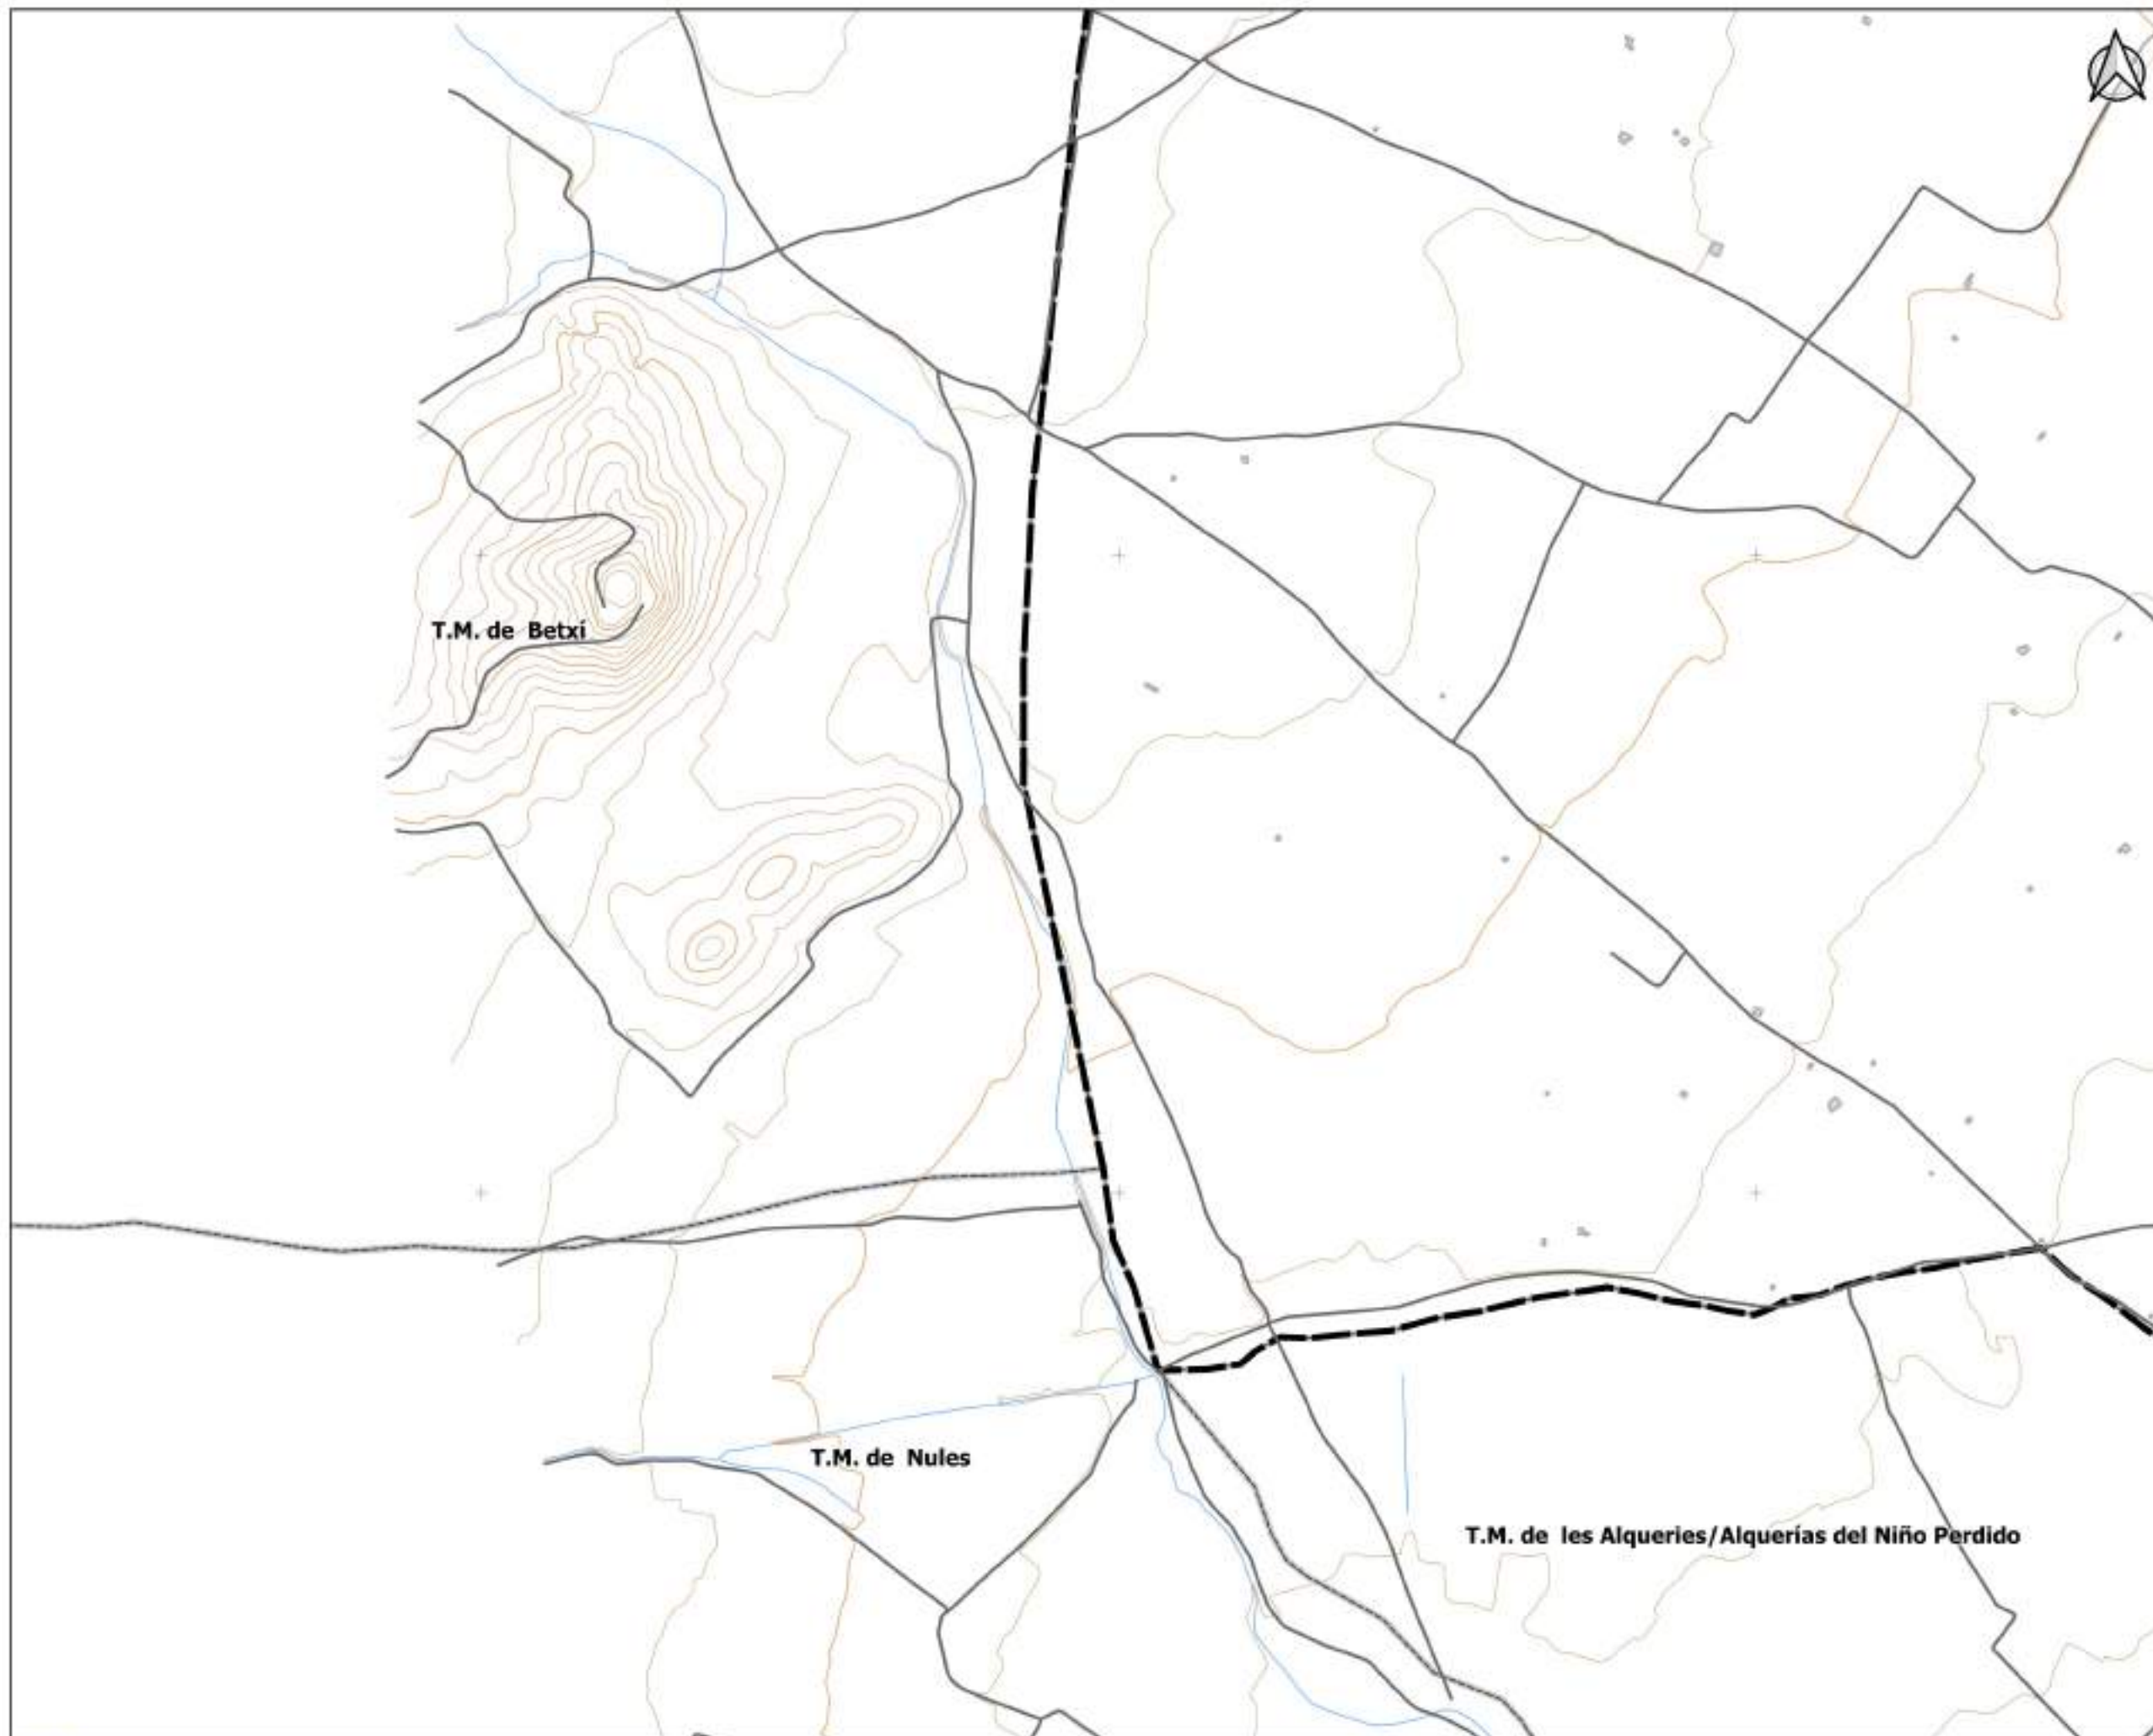 T.M. de Betxí
T.M. de Nules
T.M. de les Alqueries/Alquerías del Niño Perdido